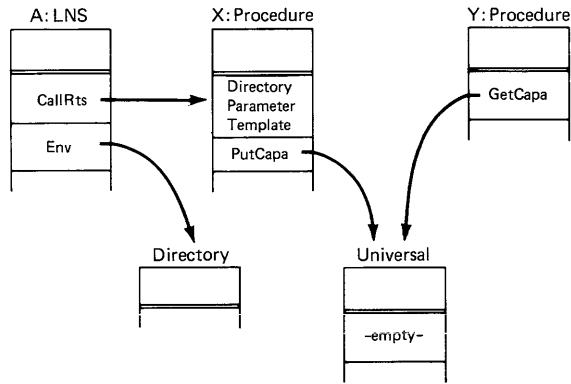 A: LNS
X: Procedure
Y: Procedure
CallRts
Directory
Parameter
Template
GetCapa
Env
PutCapa
Directory
Universal
-empty-